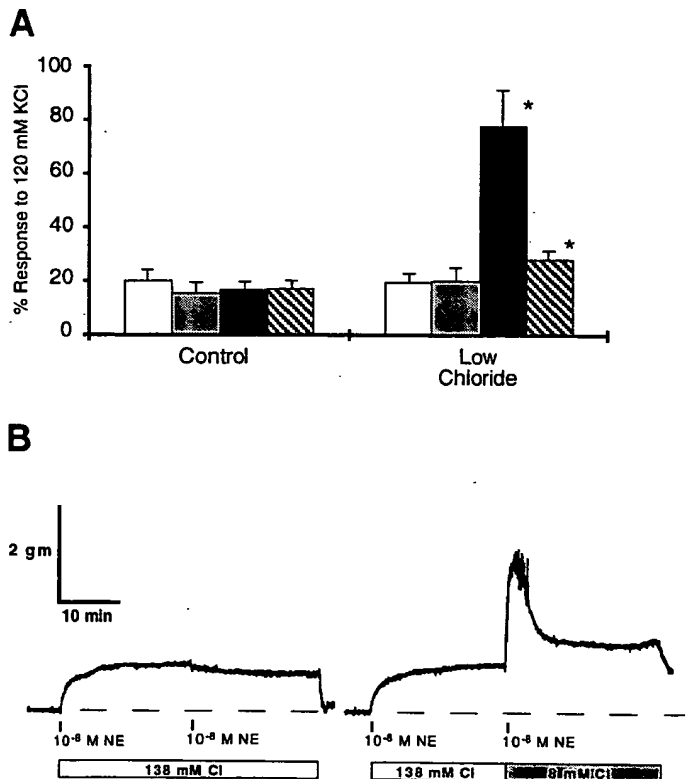 A
% Response to 120 mM KCl
100
80
60
40
20
0
*
*
Control
Low
Chloride
B
2 gm
10 min
10⁻⁸ M NE
10⁻⁸ M NE
10⁻⁸ M NE
10⁻⁸ M NE
138 mM Cl
138 mM Cl